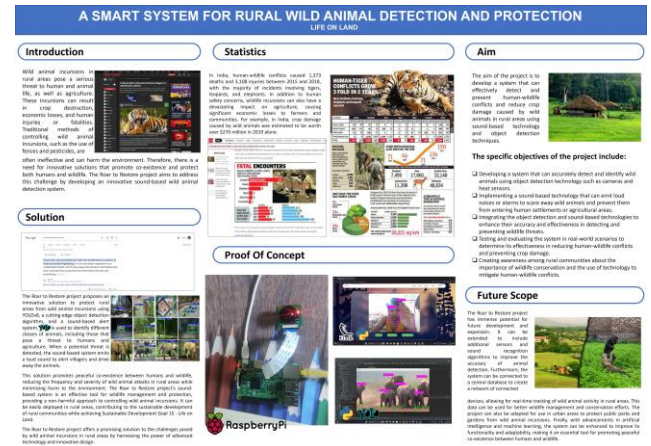 A SMART SYSTEM FOR RURAL WILD ANIMAL DETECTION AND PROTECTION
LIFE ON LAND
Introduction
Wild animal incursions in
rural areas pose a serious
threat to human and animal
life, as well as agriculture.
These incursions can result
in crop destruction,
economic losses, and human
injuries or fatalities.
Traditional methods of
controlling wild animal
incursions, such as the use of
fences and pesticides, are
often ineffective and can harm the environment. Therefore, there is a
need for innovative solutions that promote co-existence and protect
both humans and wildlife. The Roar to Restore project aims to address
this challenge by developing an innovative sound-based wild animal
detection system.
Solution
The Roar to Restore project proposes an
innovative solution to protect rural
areas from wild animal incursions using
YOLOv8, a cutting-edge object detection
algorithm, and a sound-based alert
system. is used to identify different
classes of animals, including those that
pose a threat to humans and
agriculture. When a potential threat is
detected, the sound-based system emits
a loud sound to alert villagers and drive
away the animals.
This solution promotes peaceful co-existence between humans and wildlife,
reducing the frequency and severity of wild animal attacks in rural areas while
minimizing harm to the environment. The Roar to Restore project's sound-
based system is an effective tool for wildlife management and protection,
providing a non-harmful approach to controlling wild animal incursions. It can
be easily deployed in rural areas, contributing to the sustainable development
of rural communities while achieving Sustainable Development Goal 15 - Life on
Land.
The Roar to Restore project offers a promising solution to the challenges posed
by wild animal incursions in rural areas by harnessing the power of advanced
technology and innovative design.
Statistics
In India, human-wildlife conflicts caused 1,273
deaths and 3,108 injuries between 2015 and 2018,
with the majority of incidents involving tigers,
leopards, and elephants. In addition to human
safety concerns, wildlife incursions can also have a
devastating impact on agriculture, causing
significant economic losses to farmers and
communities. For example, in India, crop damage
caused by wild animals was estimated to be worth
over $270 million in 2019 alone.
FATAL ENCOUNTERS
HUMAN-TIGER
CONFLICTS GROW
3 FOLD IN 2 YEARS
Proof Of Concept
RaspberryPi
Aim
The aim of the project is to
develop a system that can
effectively detect and
prevent human-wildlife
conflicts and reduce crop
damage caused by wild
animals in rural areas using
sound-based technology
and object detection
techniques.
The specific objectives of the project include:
Developing a system that can accurately detect and identify wild
animals using object detection technology such as cameras and
heat sensors.
Implementing a sound-based technology that can emit loud
noises or alarms to scare away wild animals and prevent them
from entering human settlements or agricultural areas.
Integrating the object detection and sound-based technologies to
enhance their accuracy and effectiveness in detecting and
preventing wildlife threats.
Testing and evaluating the system in real-world scenarios to
determine its effectiveness in reducing human-wildlife conflicts
and preventing crop damage.
Creating awareness among rural communities about the
importance of wildlife conservation and the use of technology to
mitigate human-wildlife conflicts.
Future Scope
The Roar to Restore project
has immense potential for
future development and
expansion. It can be
extended to include
additional sensors and
sound recognition
algorithms to improve the
accuracy of animal
detection. Furthermore, the
system can be connected to
a central database to create
a network of connected
devices, allowing for real-time tracking of wild animal activity in rural areas. This
data can be used for better wildlife management and conservation efforts. The
project can also be adapted for use in urban areas to protect public parks and
gardens from wild animal incursions. Finally, with advancements in artificial
intelligence and machine learning, the system can be enhanced to improve its
functionality and adaptability, making it an essential tool for promoting peaceful
co-existence between humans and wildlife.